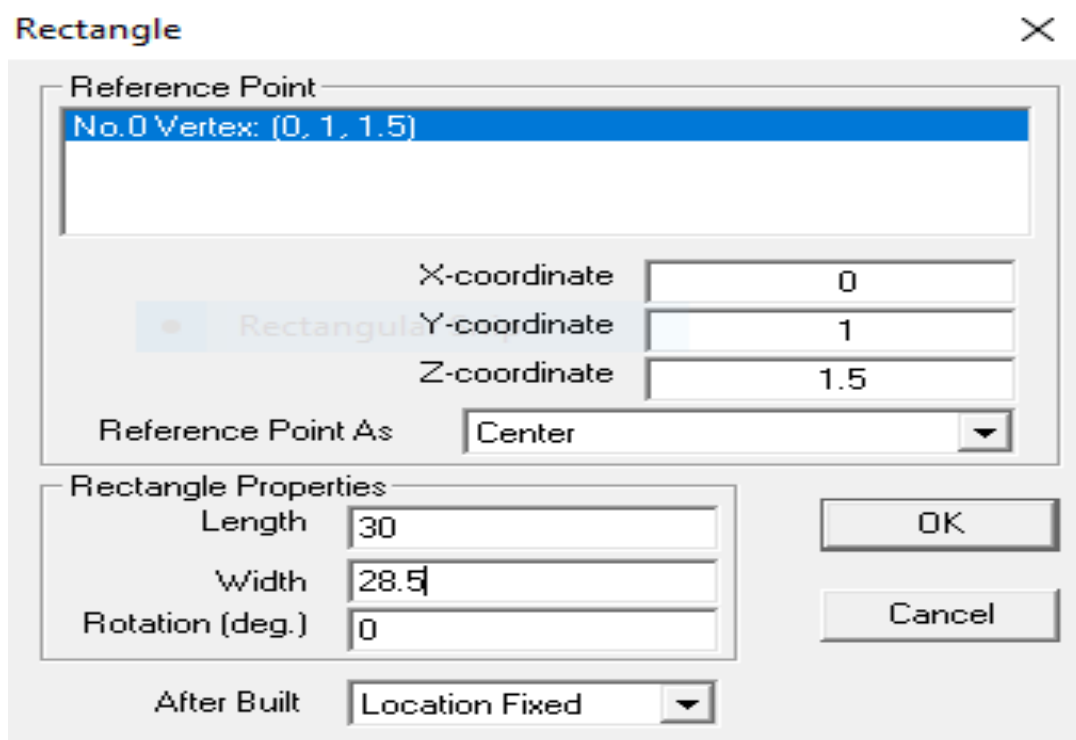 Rectangle
Reference Point
No.0 Vertex: (0, 1, 1.5)
X-coordinate 0
Rectangular
Y-coordinate 1
Z-coordinate 1.5
Reference Point As Center
Rectangle Properties
Length 30
OK
Width 28.5
Rotation (deg.) 0
Cancel
After Built Location Fixed